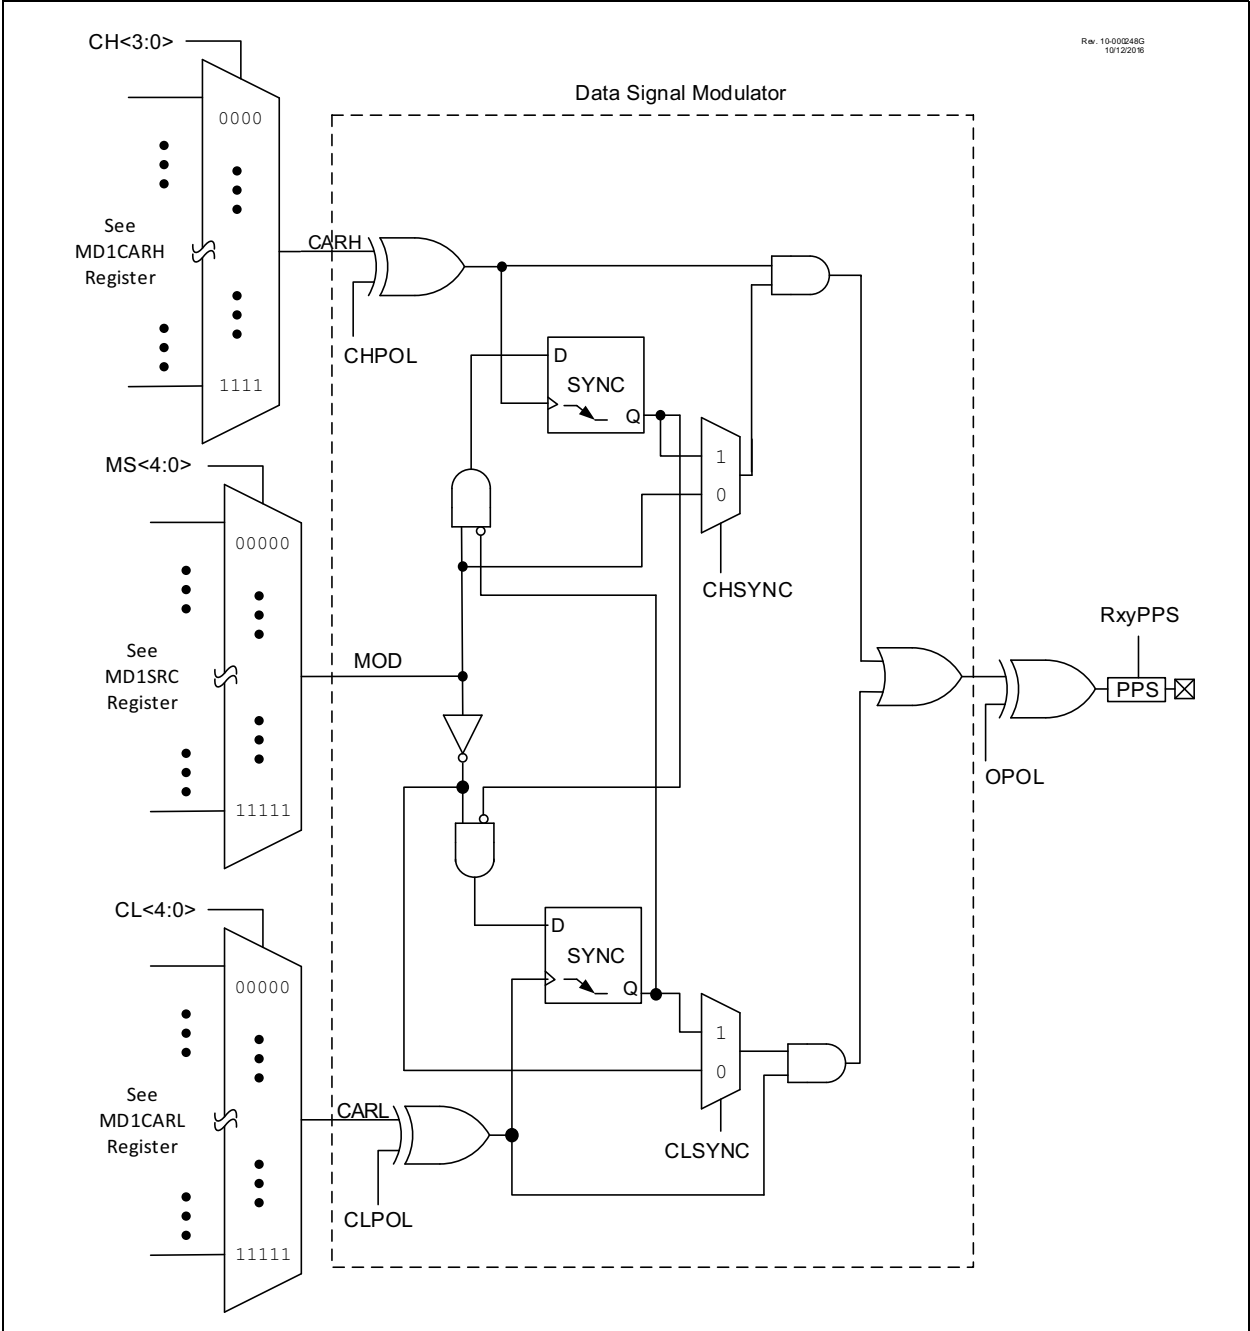 CH<3:0>
Rev. 10-000248G
10/12/2016
Data Signal Modulator
0000
See
MD1CARH
Register
CARH
1111
CHPOL
D
SYNC
Q
1
0
CHSYNC
MS<4:0>
00000
See
MD1SRC
Register
MOD
11111
RxyPPS
PPS
OPOL
CL<4:0>
00000
D
SYNC
Q
1
0
CLSYNC
See
MD1CARL
Register
CARL
CLPOL
11111